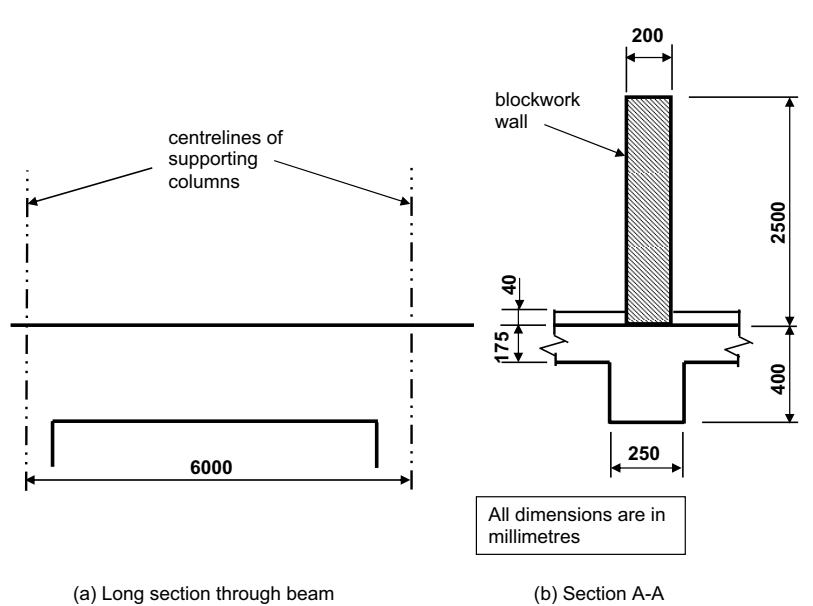 200
blockwork
wall
centrelines of
supporting
columns
2500
40
175
400
6000
250
All dimensions are in
millimetres
(a) Long section through beam
(b) Section A-A